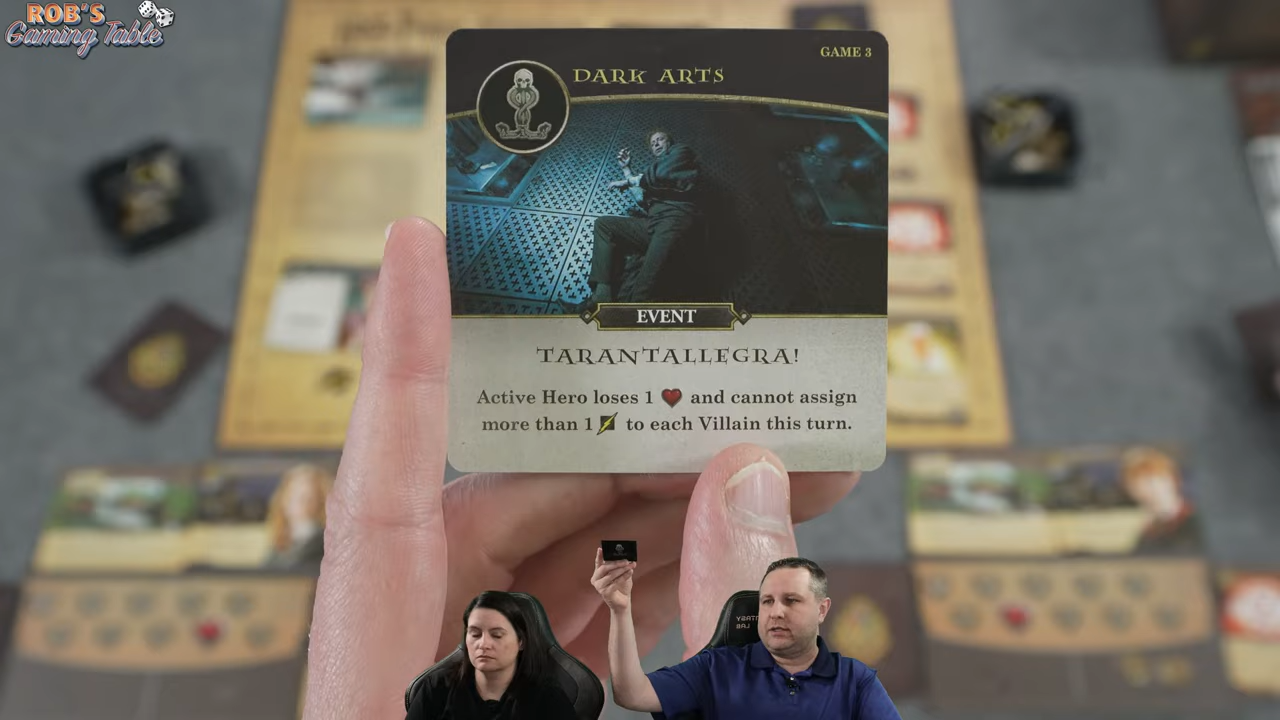 ROB'S
Gaming Table
GAME 3
DARK ARTS
EVENT
TARANTALLEGRA!
Active Hero loses 1 and cannot assign
more than 1 to each Villain this turn.